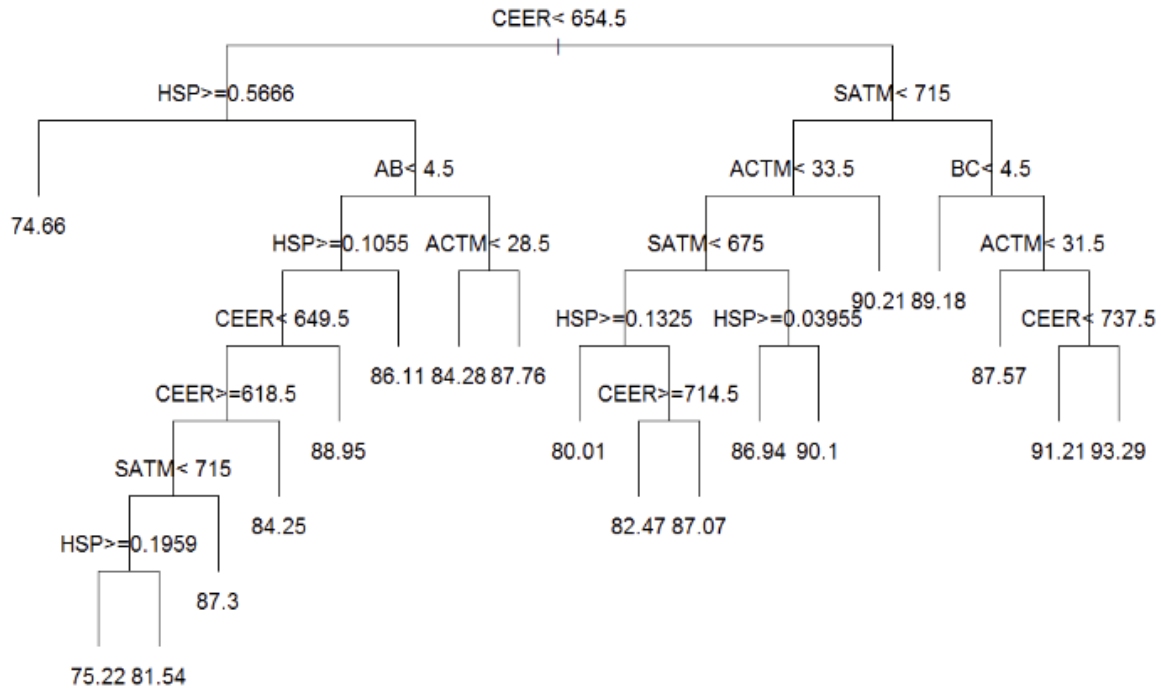 CEER< 654.5
HSP>=0.5666
SATM< 715
AB< 4.5
ACTM< 33.5
BC< 4.5
74.66
HSP>=0.1055
ACTM< 28.5
SATM< 675
ACTM< 31.5
90.21
89.18
CEER< 649.5
HSP>=0.1325
HSP>=0.03955
CEER< 737.5
86.11
84.28
87.76
87.57
CEER>=618.5
CEER>=714.5
88.95
80.01
86.94
90.1
91.21
93.29
SATM< 715
84.25
82.47
87.07
HSP>=0.1959
87.3
75.22
81.54